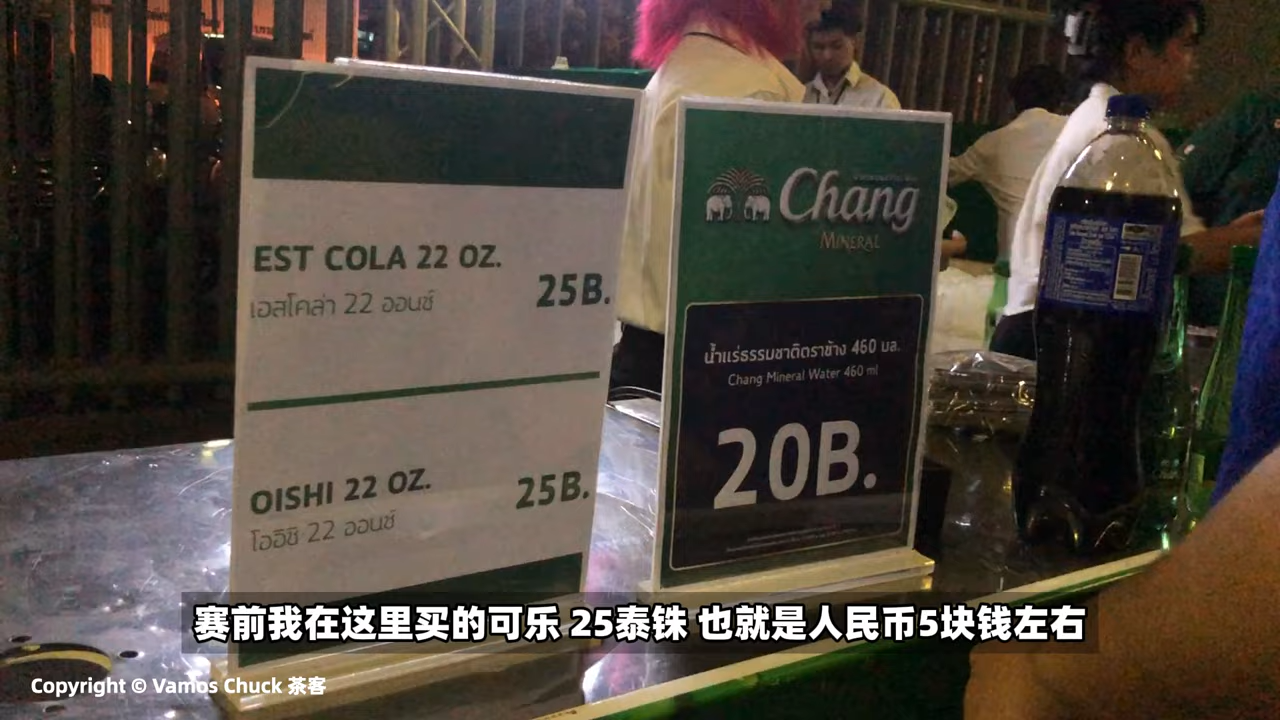 EST COLA 22 OZ.
เอสโคล่า 22 ออนซ์
25B.
OISHI 22 OZ.
โออิชิ 22 ออนซ์
25B.
Chang
MINERAL
น้ำแร่ธรรมชาติตราช้าง 460 มล.
Chang Mineral Water 460 ml
20B.
赛前我在这里买的可乐 25泰铢 也就是人民币5块钱左右
Copyright © Vamos Chuck 茶客